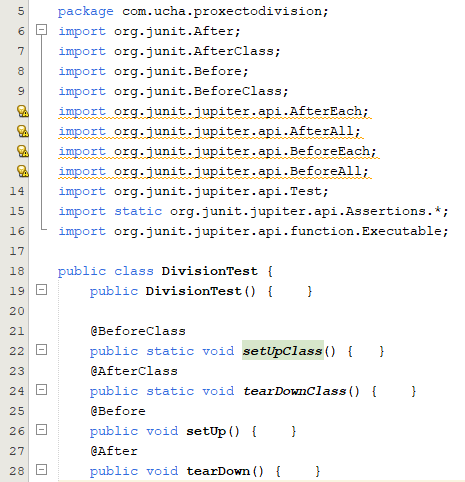 5 package com.ucha.proxectodivision;
6 import org.junit.After;
7 import org.junit.AfterClass;
8 import org.junit.Before;
9 import org.junit.BeforeClass;
import org.junit.jupiter.api.AfterEach;
import org.junit.jupiter.api.AfterAll;
import org.junit.jupiter.api.BeforeEach;
import org.junit.jupiter.api.BeforeAll;
14 import org.junit.jupiter.api.Test;
15 import static org.junit.jupiter.api.Assertions.*;
16 import org.junit.jupiter.api.function.Executable;
17
18 public class DivisionTest {
19     public DivisionTest() {    }
20
21     @BeforeClass
22     public static void setUpClass() {   }
23     @AfterClass
24     public static void tearDownClass() {    }
25     @Before
26     public void setUp() {    }
27     @After
28     public void tearDown() {    }